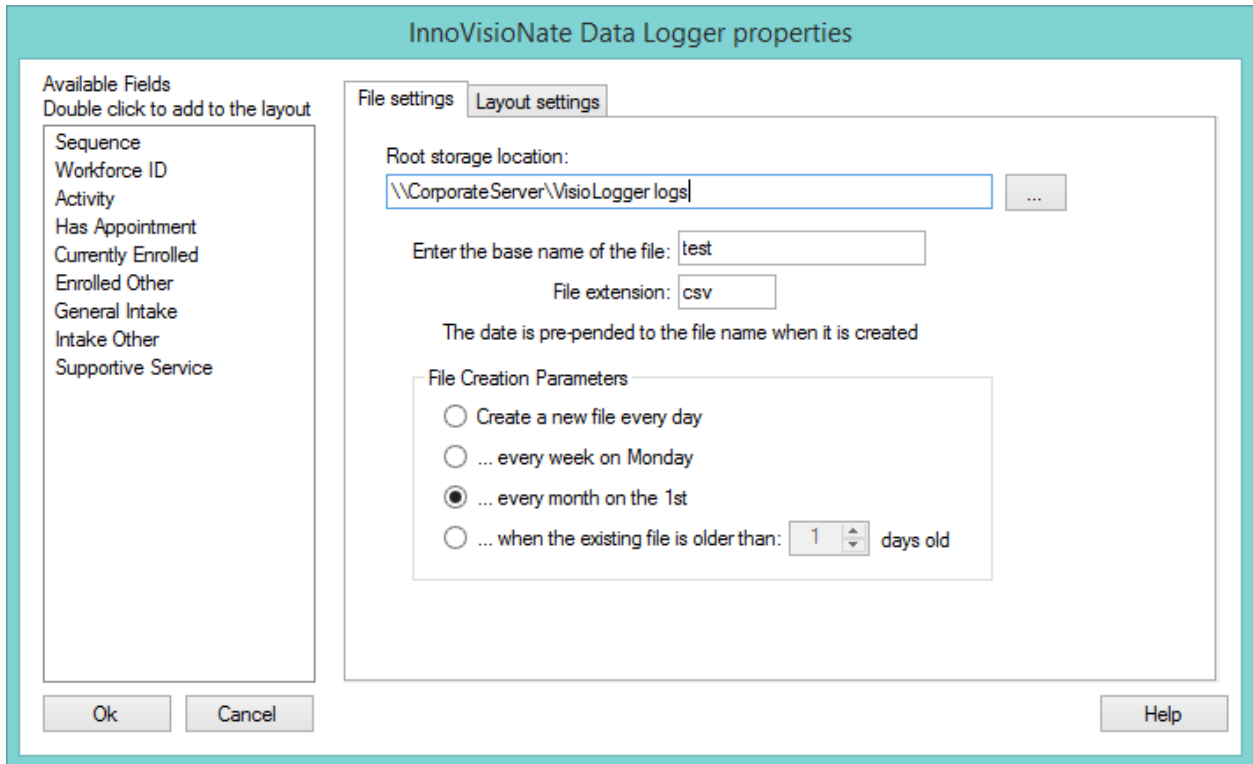 InnoVisioNate Data Logger properties
Available Fields
Double click to add to the layout
Sequence
Workforce ID
Activity
Has Appointment
Currently Enrolled
Enrolled Other
General Intake
Intake Other
Supportive Service
File settings
Layout settings
Root storage location:
\\CorporateServer\VisioLogger logs
...
Enter the base name of the file: test
File extension: csv
The date is pre-pended to the file name when it is created
File Creation Parameters
Create a new file every day
... every week on Monday
... every month on the 1st
... when the existing file is older than: 1 days old
Ok
Cancel
Help